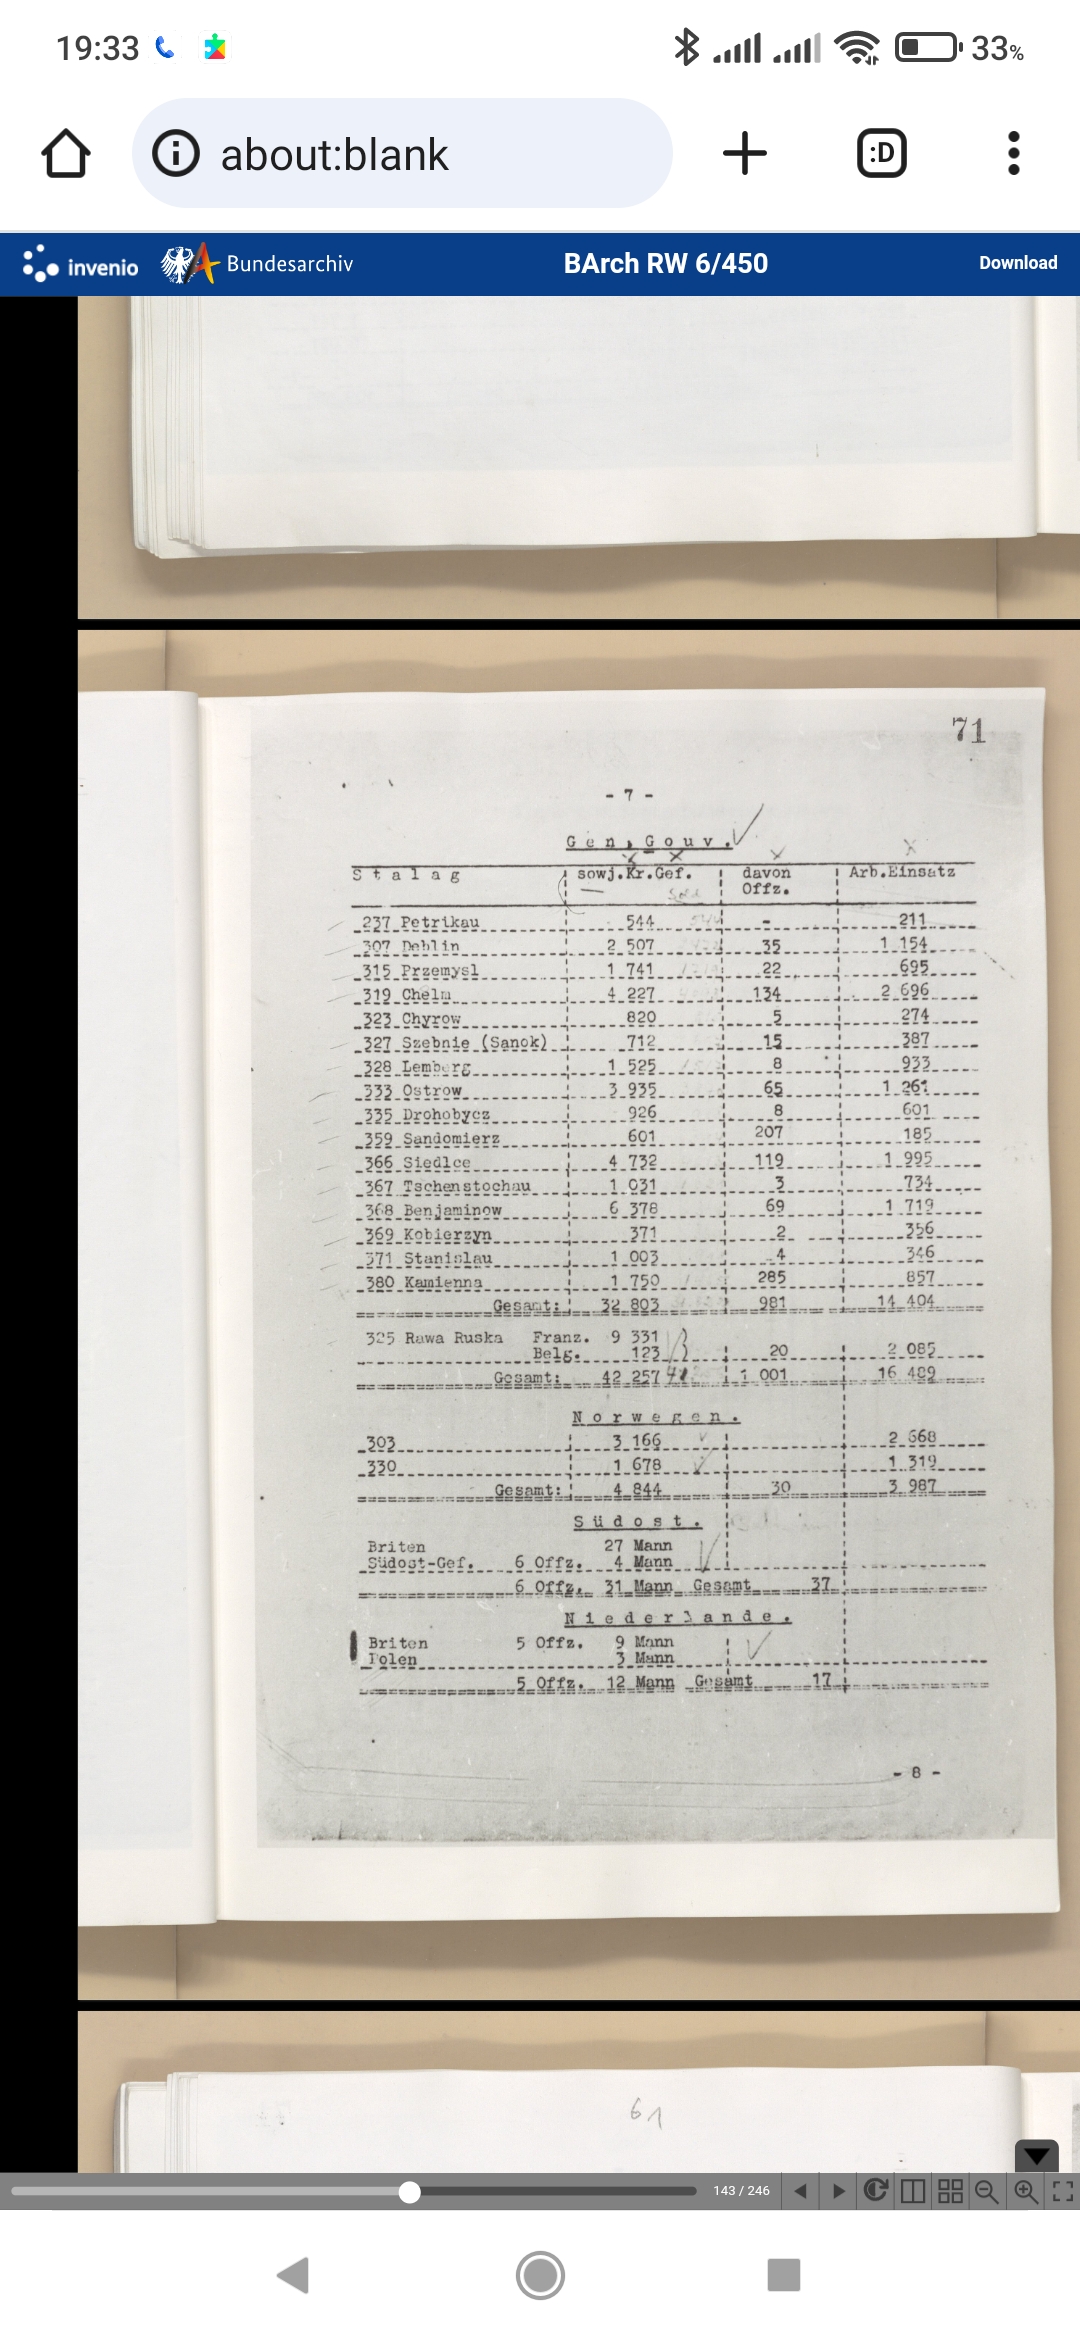 19:33
33%
about:blank
:D
invenio Bundesarchiv BArch RW 6/450 Download
71
- 7 -
Gen. Gouv.
Stalag sowj.Kr.Gef. davon Offz. Arb.Einsatz
237 Petrikau 544 - 211
307 Deblin 2 507 35 1 154
315 Przemysl 1 741 22 695
319 Chelm 4 227 134 2 696
323 Chyrow 820 5 274
327 Szebnie (Sanok) 712 15 387
328 Lemberg 1 525 8 933
333 Ostrow 3 935 65 1 261
335 Drohobycz 926 8 601
359 Sandomierz 601 207 185
366 Siedlce 4 732 119 1 995
367 Tschenstochau 1 031 3 734
368 Benjaminow 6 378 69 1 719
369 Kobierzyn 371 2 356
371 Stanislau 1 003 4 346
380 Kamienna 1 750 285 857
Gesamt: 32 803 981 14 404
325 Rawa Ruska Franz. 9 331
Belg. 123 20 2 085
Gesamt: 42 257 1 001 16 489
Norwegen.
303 3 166 2 668
330 1 678 1 319
Gesamt: 4 844 30 3 987
Südost.
Briten 27 Mann
Südost-Gef. 6 Offz. 4 Mann
6 Offz. 31 Mann Gesamt 37
Niederlande.
Briten 5 Offz. 9 Mann
Polen 3 Mann
5 Offz. 12 Mann Gesamt 17
- 8 -
61
143 / 246